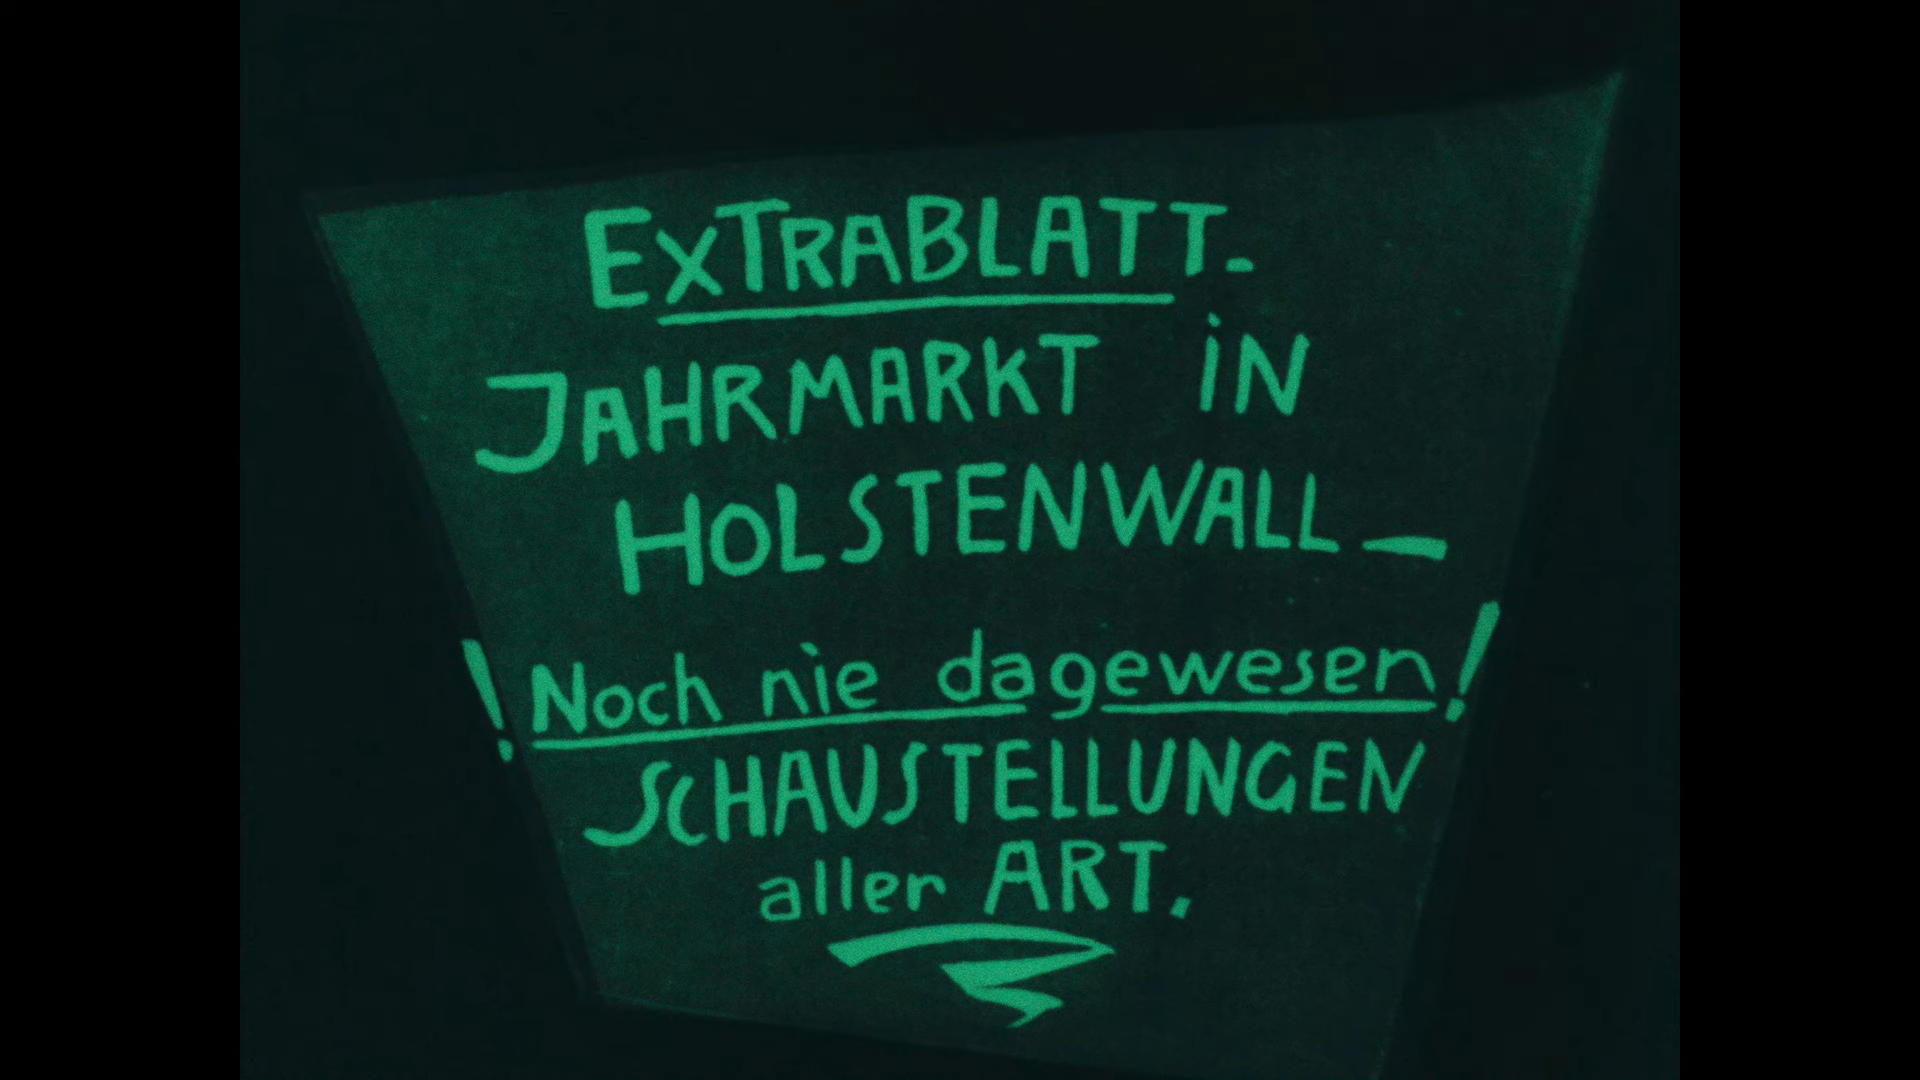 ExTRABLATT-
JAHRMARKT iN
HOLSTENWALL —
! Noch nie dagewesen !
SCHAUSTELLUNGEN
aller ART.